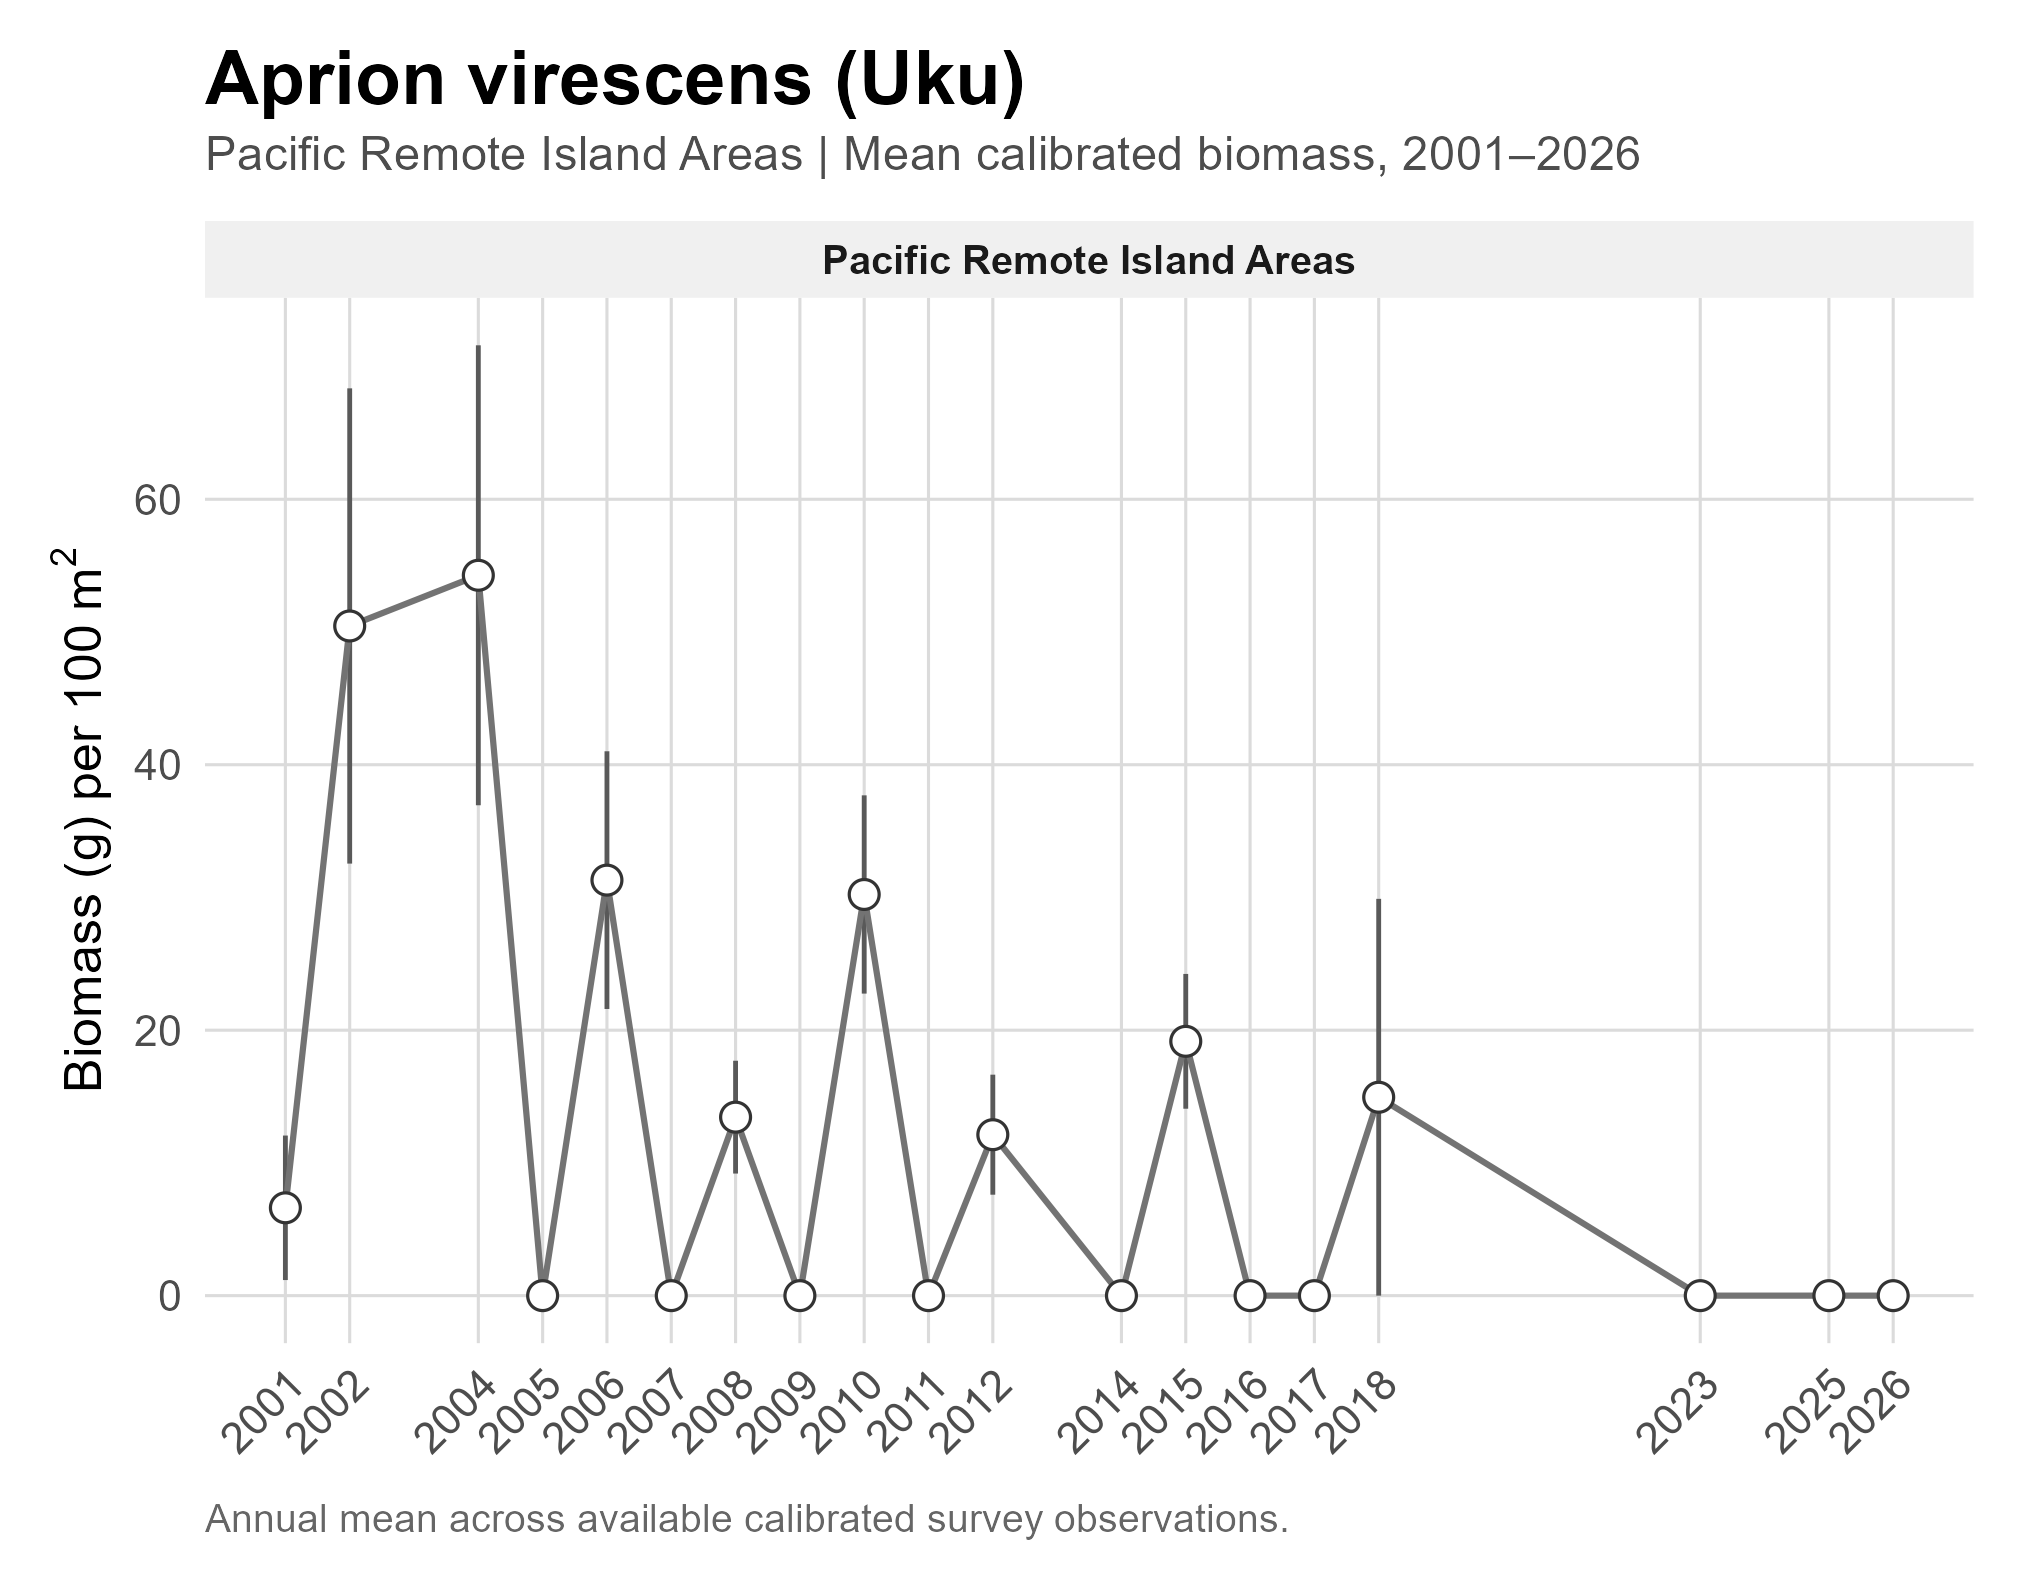 Aprion virescens (Uku)
Pacific Remote Island Areas | Mean calibrated biomass, 2001–2026
Pacific Remote Island Areas
Biomass (g) per 100 m²
60
40
20
0
2001 2002 2004 2005 2006 2007 2008 2009 2010 2011 2012 2014 2015 2016 2017 2018 2023 2025 2026
Annual mean across available calibrated survey observations.